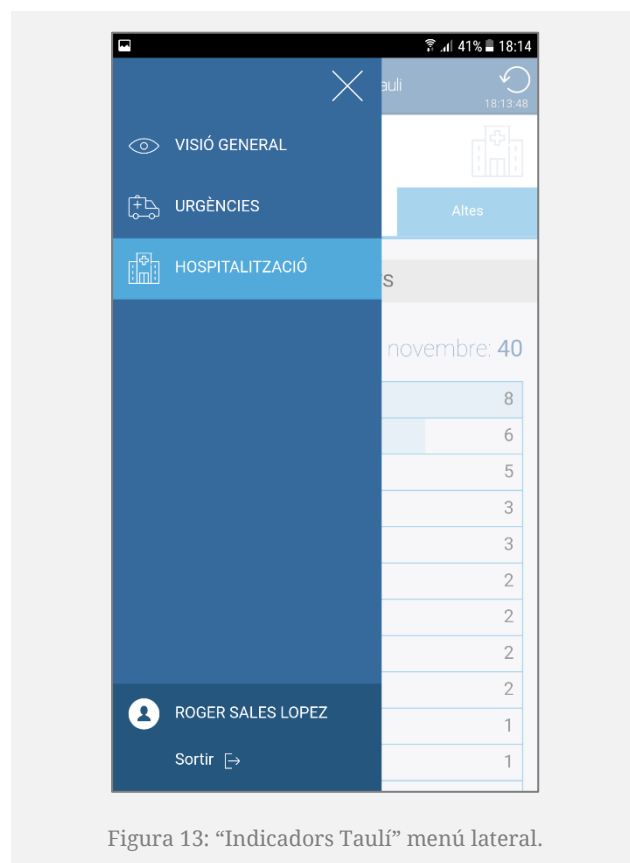 41% 18:14
auli
18:13:48
VISIÓ GENERAL
URGÈNCIES
Altes
HOSPITALITZACIÓ
S
novembre: 40
8
6
5
3
3
2
2
2
2
ROGER SALES LOPEZ
1
Sortir
1
Figura 13: “Indicadors Taulí” menú lateral.